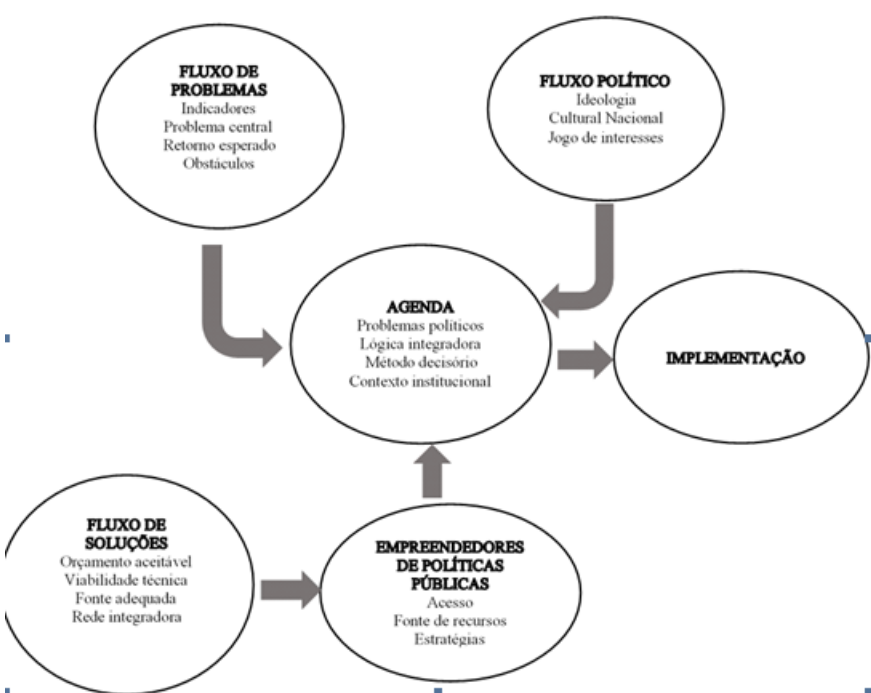 FLUXO DE
PROBLEMAS
Indicadores
Problema central
Retorno esperado
Obstáculos
FLUXO POLÍTICO
Ideologia
Cultural Nacional
Jogo de interesses
AGENDA
Problemas políticos
Lógica integradora
Método decisório
Contexto institucional
IMPLEMENTAÇÃO
FLUXO DE
SOLUÇÕES
Orçamento aceitável
Viabilidade técnica
Fonte adequada
Rede integradora
EMPREENDEDORES
DE POLÍTICAS
PÚBLICAS
Acesso
Fonte de recursos
Estratégias